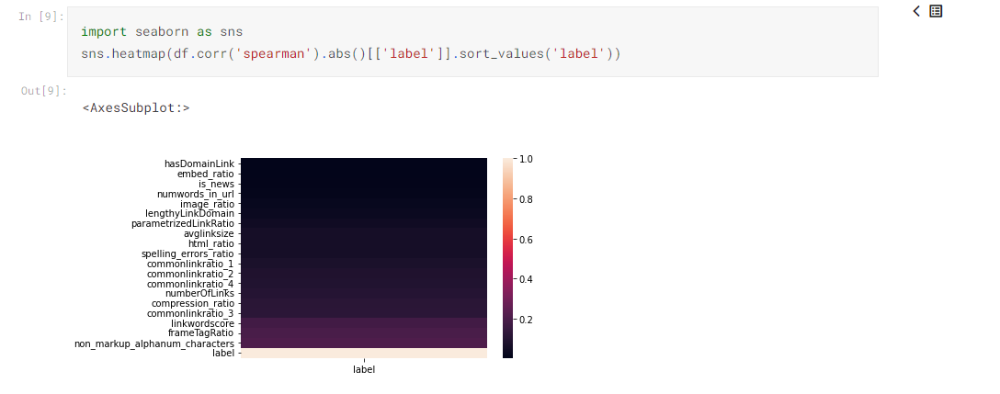 In [9]:
import seaborn as sns
sns.heatmap(df.corr('spearman').abs()[['label']].sort_values('label'))
Out[9]:
<AxesSubplot:>
hasDomainLink
embed_ratio
is_news
numwords_in_url
image_ratio
lengthyLinkDomain
parametrizedLinkRatio
avglinksize
html_ratio
spelling_errors_ratio
commonlinkratio_1
commonlinkratio_2
commonlinkratio_4
numberOfLinks
compression_ratio
commonlinkratio_3
linkwordscore
frameTagRatio
non_markup_alphanum_characters
label
label
1.0
0.8
0.6
0.4
0.2